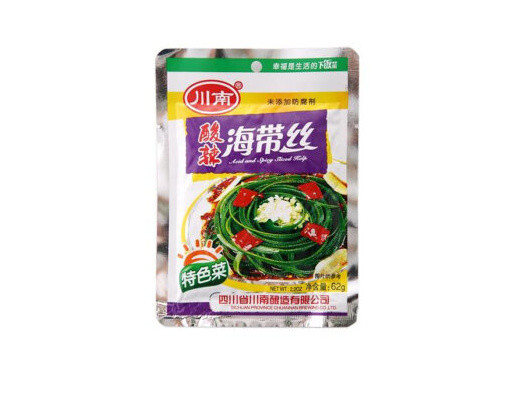 幸福是生活的下饭菜
川南®
未添加防腐剂
酸辣
海带丝
Acid and Spicy Sliced Kelp
特色菜
净含量:62g
四川省川南酿造有限公司
SICHUAN PROVINCE CHUANNAN BREWING CO.,LTD